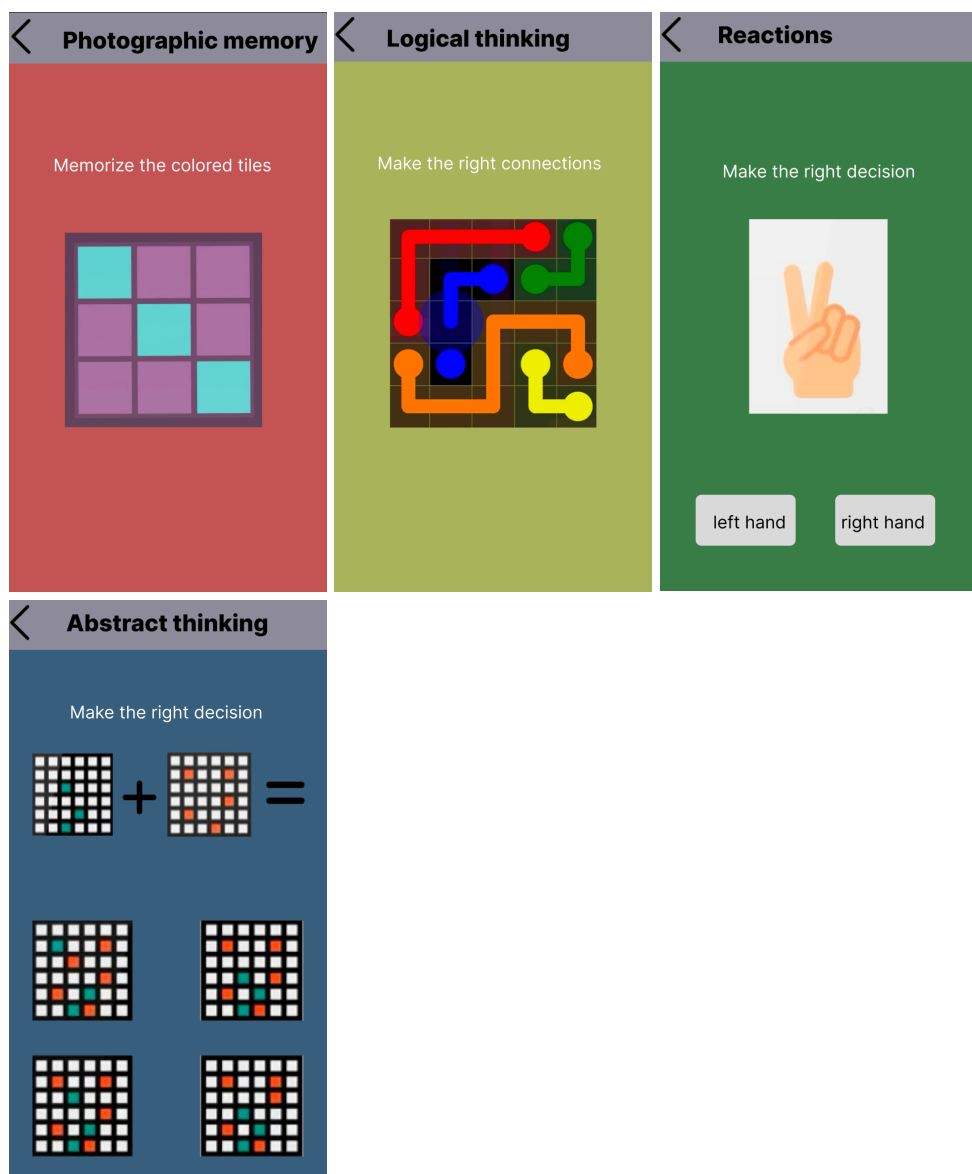 Photographic memory
Memorize the colored tiles
Logical thinking
Make the right connections
Reactions
Make the right decision
left hand
right hand
Abstract thinking
Make the right decision
+
=